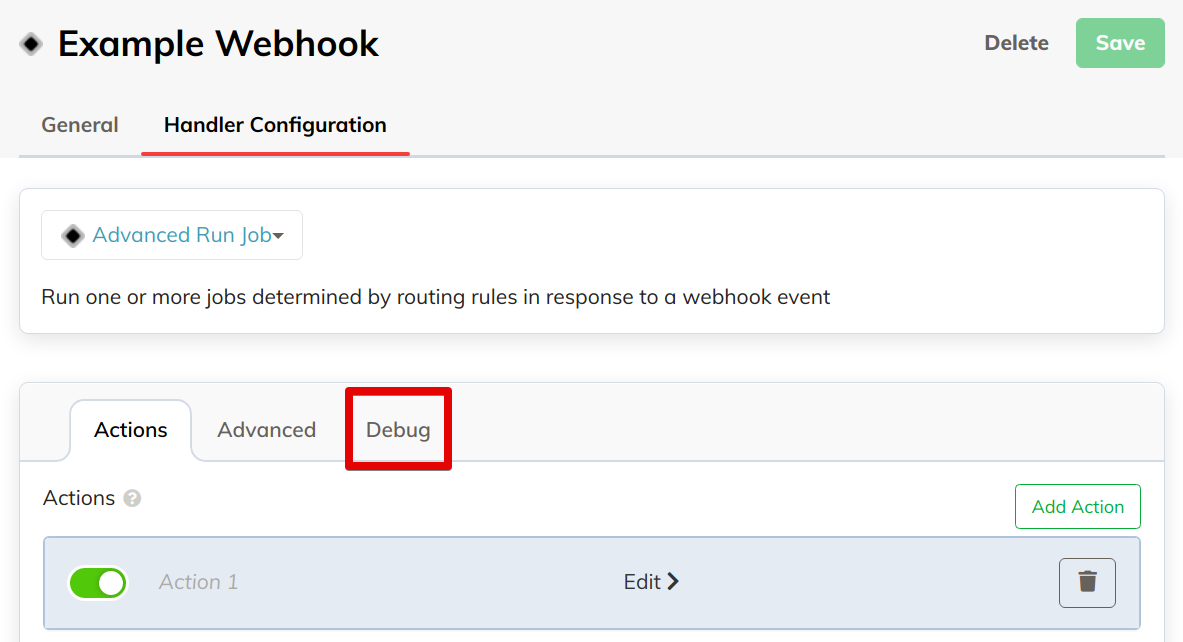 Example Webhook
Delete
Save
General
Handler Configuration
Advanced Run Job
Run one or more jobs determined by routing rules in response to a webhook event
Actions
Advanced
Debug
Actions ?
Add Action
Action 1
Edit